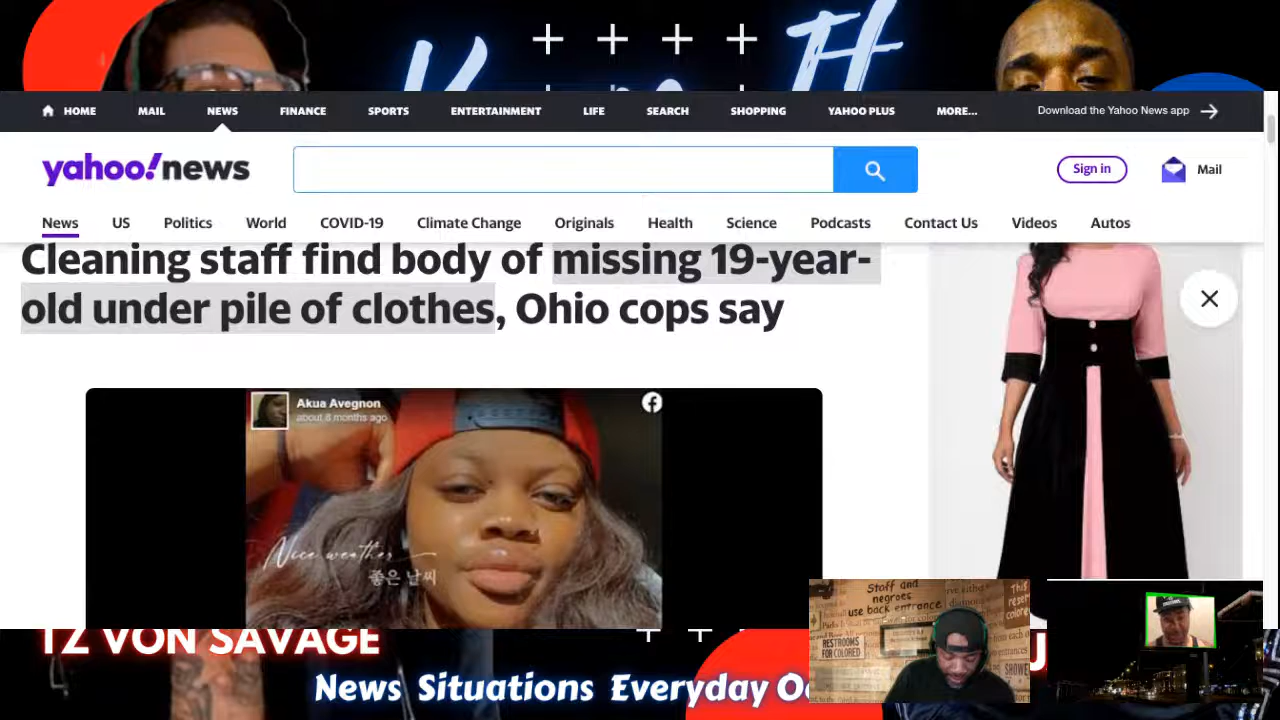 HOME MAIL NEWS FINANCE SPORTS ENTERTAINMENT LIFE SEARCH SHOPPING YAHOO PLUS MORE... Download the Yahoo News app
yahoo!news
Sign in Mail
News US Politics World COVID-19 Climate Change Originals Health Science Podcasts Contact Us Videos Autos
Cleaning staff find body of missing 19-year-
old under pile of clothes, Ohio cops say
Akua Avegnon
about 8 months ago
Nice weather
좋은 날씨
Staff and
negroes
use back entrance
RESTROOMS
FOR COLORED
This
TZ VON SAVAGE
News Situations Everyday